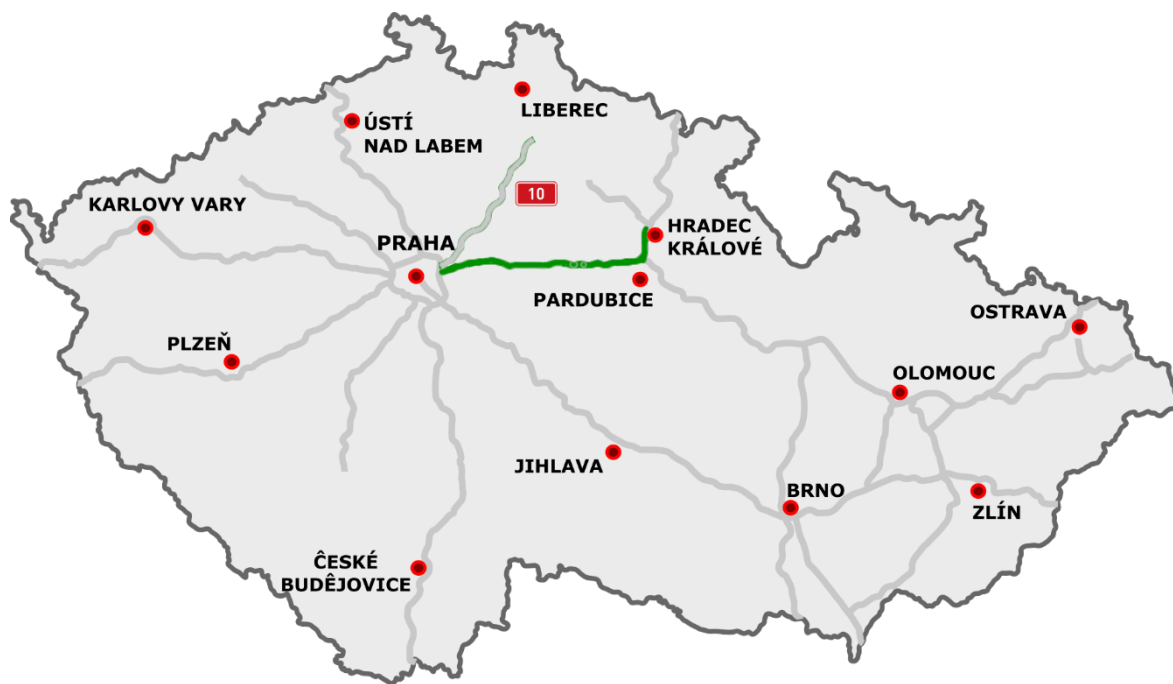 LIBEREC
ÚSTÍ
NAD LABEM
10
KARLOVY VARY
HRADEC
KRÁLOVÉ
PRAHA
PARDUBICE
OSTRAVA
PLZEŇ
OLOMOUC
JIHLAVA
BRNO
ZLÍN
ČESKÉ
BUDĚJOVICE